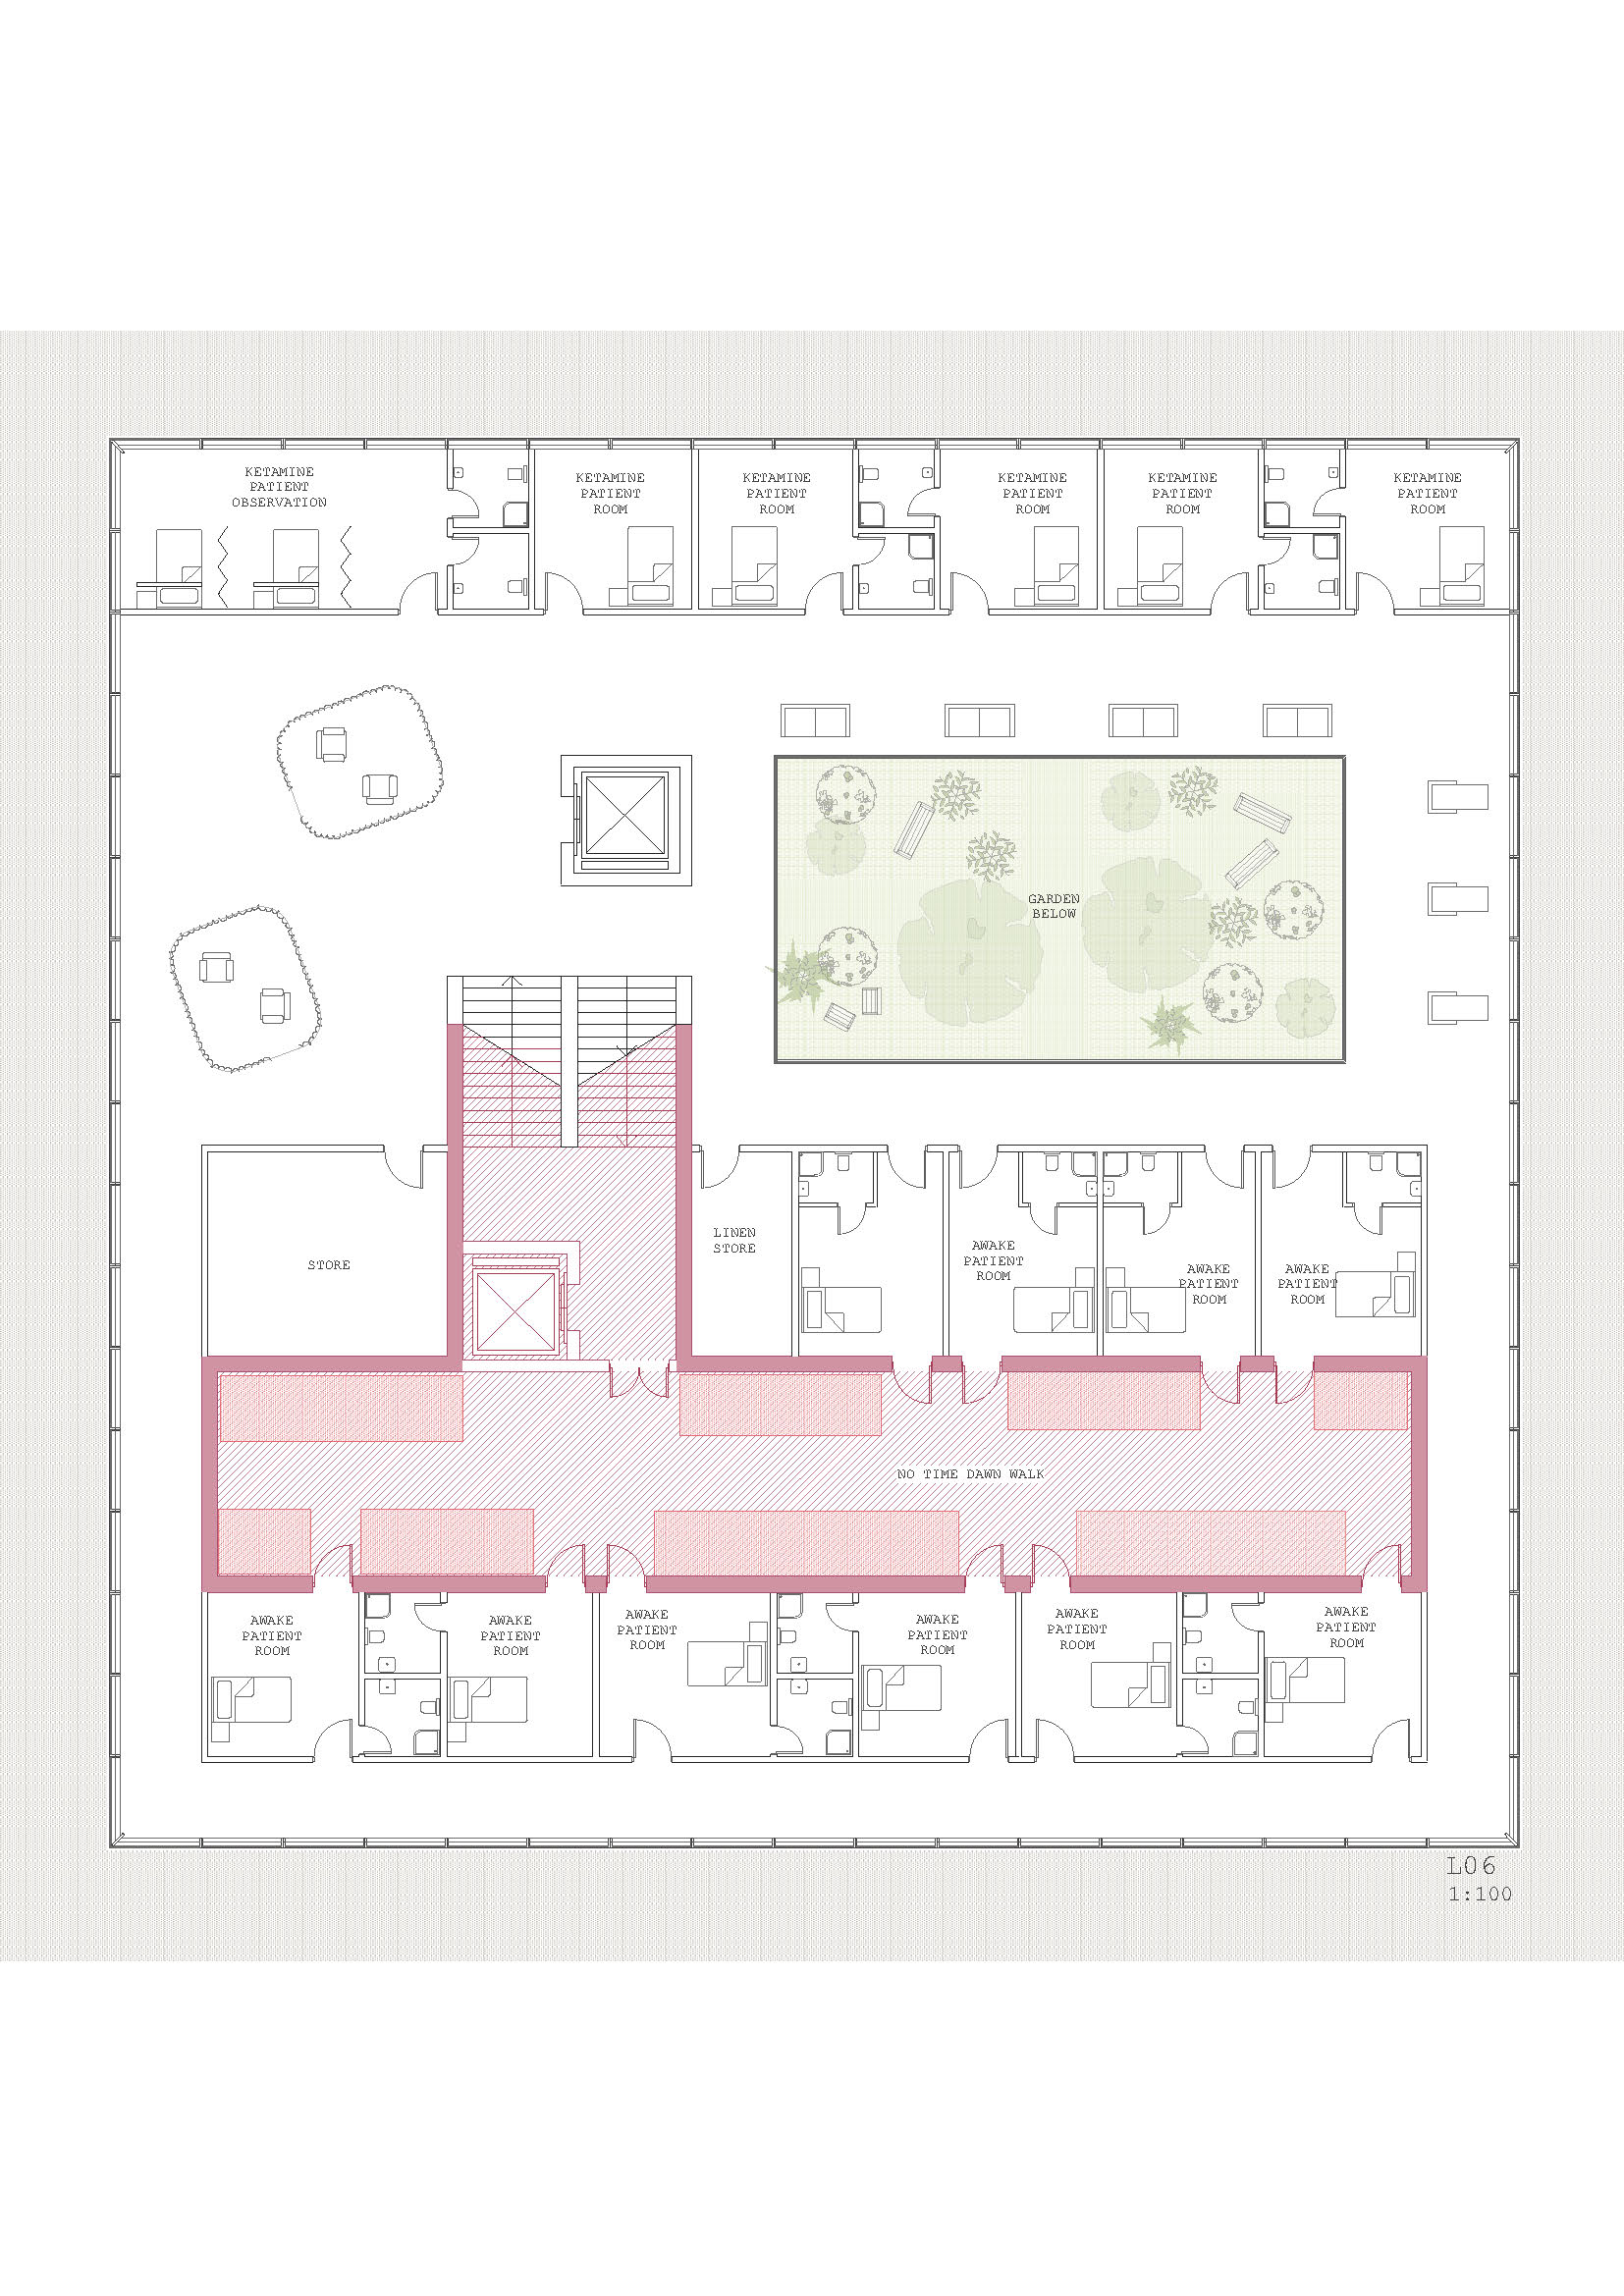 KETAMINE
PATIENT
OBSERVATION
KETAMINE
PATIENT
ROOM
KETAMINE
PATIENT
ROOM
KETAMINE
PATIENT
ROOM
KETAMINE
PATIENT
ROOM
KETAMINE
PATIENT
ROOM
GARDEN
BELOW
STORE
LINEN
STORE
AWAKE
PATIENT
ROOM
AWAKE
PATIENT
ROOM
AWAKE
PATIENT
ROOM
NO TIME DAWN WALK
AWAKE
PATIENT
ROOM
AWAKE
PATIENT
ROOM
AWAKE
PATIENT
ROOM
AWAKE
PATIENT
ROOM
AWAKE
PATIENT
ROOM
AWAKE
PATIENT
ROOM
L06
1:100